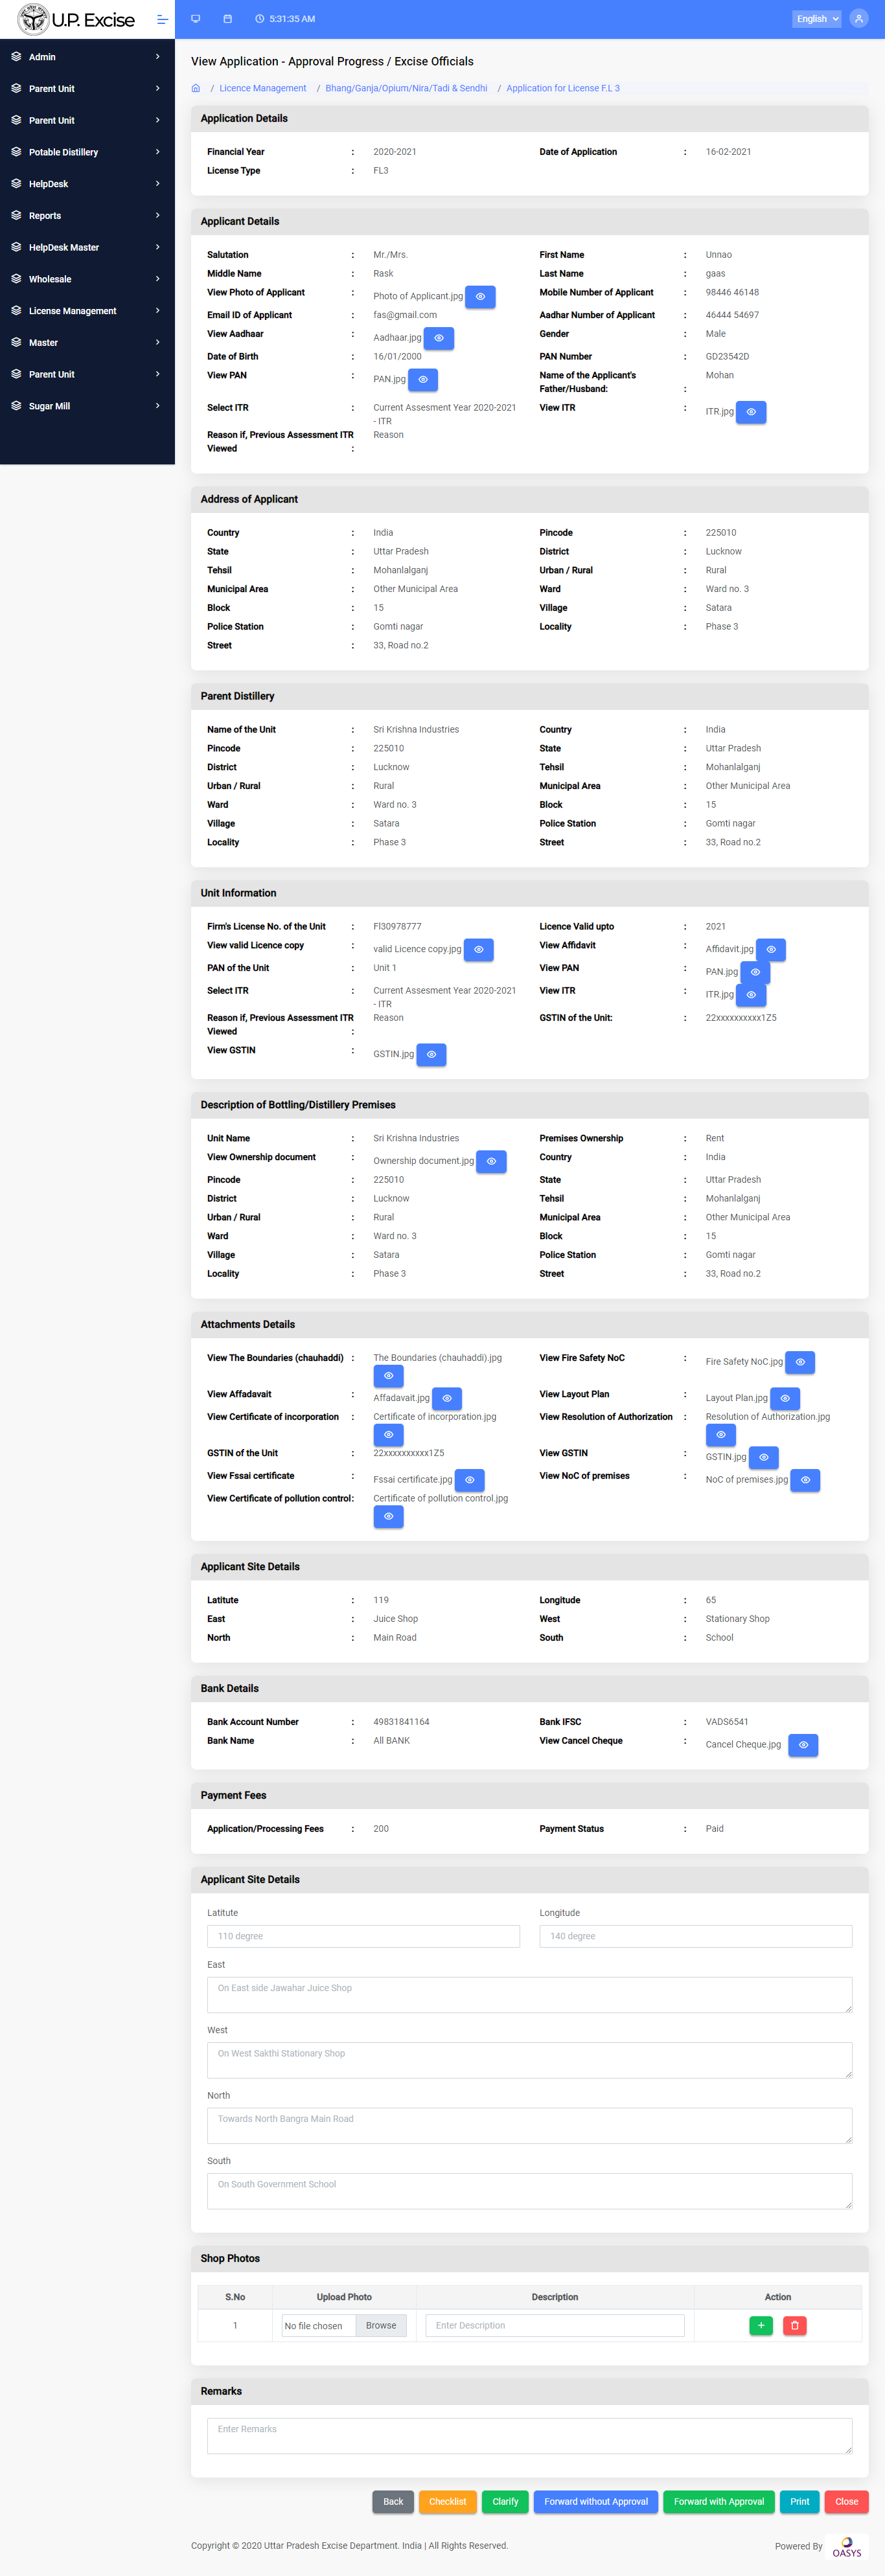 U.P. Excise
5:31:35 AM
English
Admin
Parent Unit
Parent Unit
Potable Distillery
HelpDesk
Reports
HelpDesk Master
Wholesale
License Management
Master
Parent Unit
Sugar Mill
View Application - Approval Progress / Excise Officials
/ Licence Management / Bhang/Ganja/Opium/Nira/Tadi & Sendhi / Application for License F.L 3
Application Details
Financial Year : 2020-2021 Date of Application : 16-02-2021
License Type : FL3
Applicant Details
Salutation : Mr./Mrs. First Name : Unnao
Middle Name : Rask Last Name : gaas
View Photo of Applicant : Photo of Applicant.jpg Mobile Number of Applicant : 98446 46148
Email ID of Applicant : fas@gmail.com Aadhar Number of Applicant : 46444 54697
View Aadhaar : Aadhaar.jpg Gender : Male
Date of Birth : 16/01/2000 PAN Number : GD23542D
View PAN : PAN.jpg Name of the Applicant's Mohan
Father/Husband: :
Select ITR : Current Assesment Year 2020-2021 View ITR : ITR.jpg
- ITR
Reason if, Previous Assessment ITR Reason
Viewed :
Address of Applicant
Country : India Pincode : 225010
State : Uttar Pradesh District : Lucknow
Tehsil : Mohanlalganj Urban / Rural : Rural
Municipal Area : Other Municipal Area Ward : Ward no. 3
Block : 15 Village : Satara
Police Station : Gomti nagar Locality : Phase 3
Street : 33, Road no.2
Parent Distillery
Name of the Unit : Sri Krishna Industries Country : India
Pincode : 225010 State : Uttar Pradesh
District : Lucknow Tehsil : Mohanlalganj
Urban / Rural : Rural Municipal Area : Other Municipal Area
Ward : Ward no. 3 Block : 15
Village : Satara Police Station : Gomti nagar
Locality : Phase 3 Street : 33, Road no.2
Unit Information
Firm's License No. of the Unit : Fl30978777 Licence Valid upto : 2021
View valid Licence copy : valid Licence copy.jpg View Affidavit : Affidavit.jpg
PAN of the Unit : Unit 1 View PAN : PAN.jpg
Select ITR : Current Assesment Year 2020-2021 View ITR : ITR.jpg
- ITR
Reason if, Previous Assessment ITR Reason GSTIN of the Unit: : 22xxxxxxxxxx1Z5
Viewed :
View GSTIN : GSTIN.jpg
Description of Bottling/Distillery Premises
Unit Name : Sri Krishna Industries Premises Ownership : Rent
View Ownership document : Ownership document.jpg Country : India
Pincode : 225010 State : Uttar Pradesh
District : Lucknow Tehsil : Mohanlalganj
Urban / Rural : Rural Municipal Area : Other Municipal Area
Ward : Ward no. 3 Block : 15
Village : Satara Police Station : Gomti nagar
Locality : Phase 3 Street : 33, Road no.2
Attachments Details
View The Boundaries (chauhaddi) : The Boundaries (chauhaddi).jpg View Fire Safety NoC : Fire Safety NoC.jpg
View Affadavait : Affadavait.jpg View Layout Plan : Layout Plan.jpg
View Certificate of incorporation : Certificate of incorporation.jpg View Resolution of Authorization : Resolution of Authorization.jpg
GSTIN of the Unit : 22xxxxxxxxxx1Z5 View GSTIN : GSTIN.jpg
View Fssai certificate : Fssai certificate.jpg View NoC of premises : NoC of premises.jpg
View Certificate of pollution control : Certificate of pollution control.jpg
Applicant Site Details
Latitute : 119 Longitude : 65
East : Juice Shop West : Stationary Shop
North : Main Road South : School
Bank Details
Bank Account Number : 49831841164 Bank IFSC : VADS6541
Bank Name : All BANK View Cancel Cheque : Cancel Cheque.jpg
Payment Fees
Application/Processing Fees : 200 Payment Status : Paid
Applicant Site Details
Latitute Longitude
110 degree 140 degree
East
On East side Jawahar Juice Shop
West
On West Sakthi Stationary Shop
North
Towards North Bangra Main Road
South
On South Government School
Shop Photos
S.No Upload Photo Description Action
1 No file chosen Browse Enter Description
Remarks
Enter Remarks
Back Checklist Clarify Forward without Approval Forward with Approval Print Close
Copyright © 2020 Uttar Pradesh Excise Department. India | All Rights Reserved. Powered By OASYS